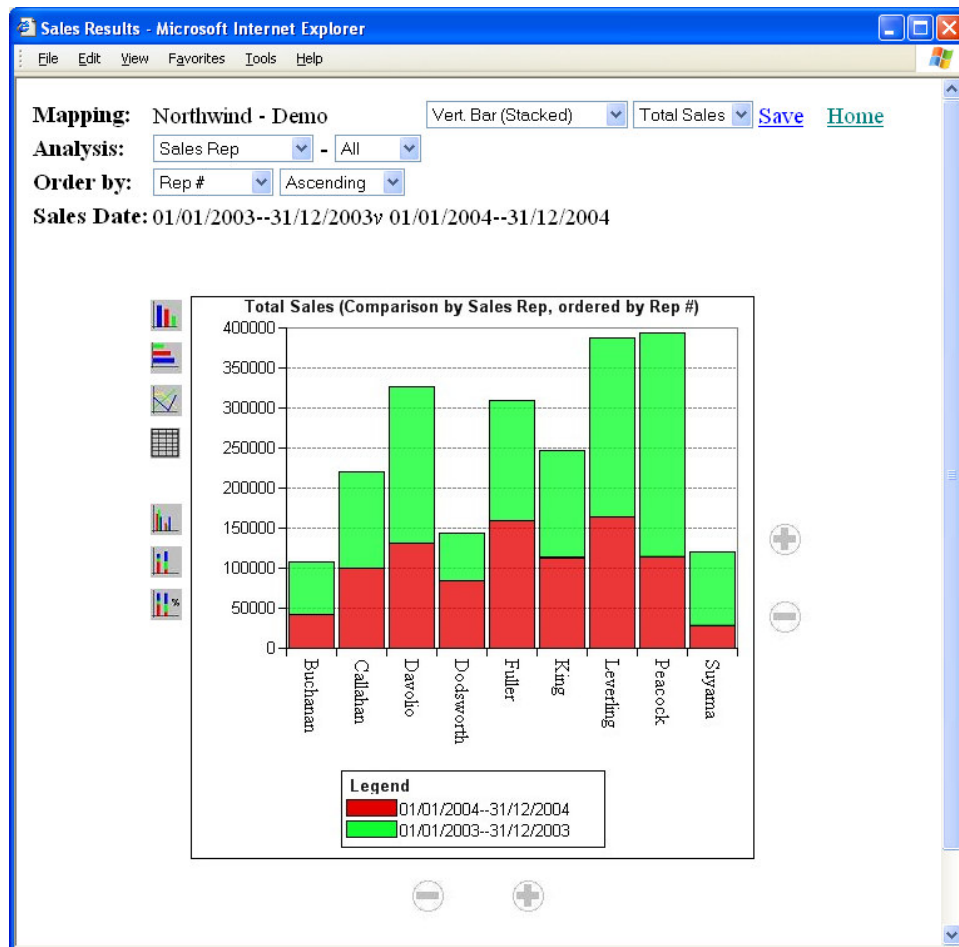 Sales Results - Microsoft Internet Explorer
File Edit View Favorites Tools Help
Mapping: Northwind - Demo Vert. Bar (Stacked) Total Sales Save Home
Analysis: Sales Rep - All
Order by: Rep # Ascending
Sales Date: 01/01/2003--31/12/2003v 01/01/2004--31/12/2004
Total Sales (Comparison by Sales Rep, ordered by Rep #)
400000
350000
300000
250000
200000
150000
100000
50000
0
Buchanan
Callahan
Davolio
Dodsworth
Fuller
King
Leverling
Peacock
Suyama
%
Legend
01/01/2004--31/12/2004
01/01/2003--31/12/2003